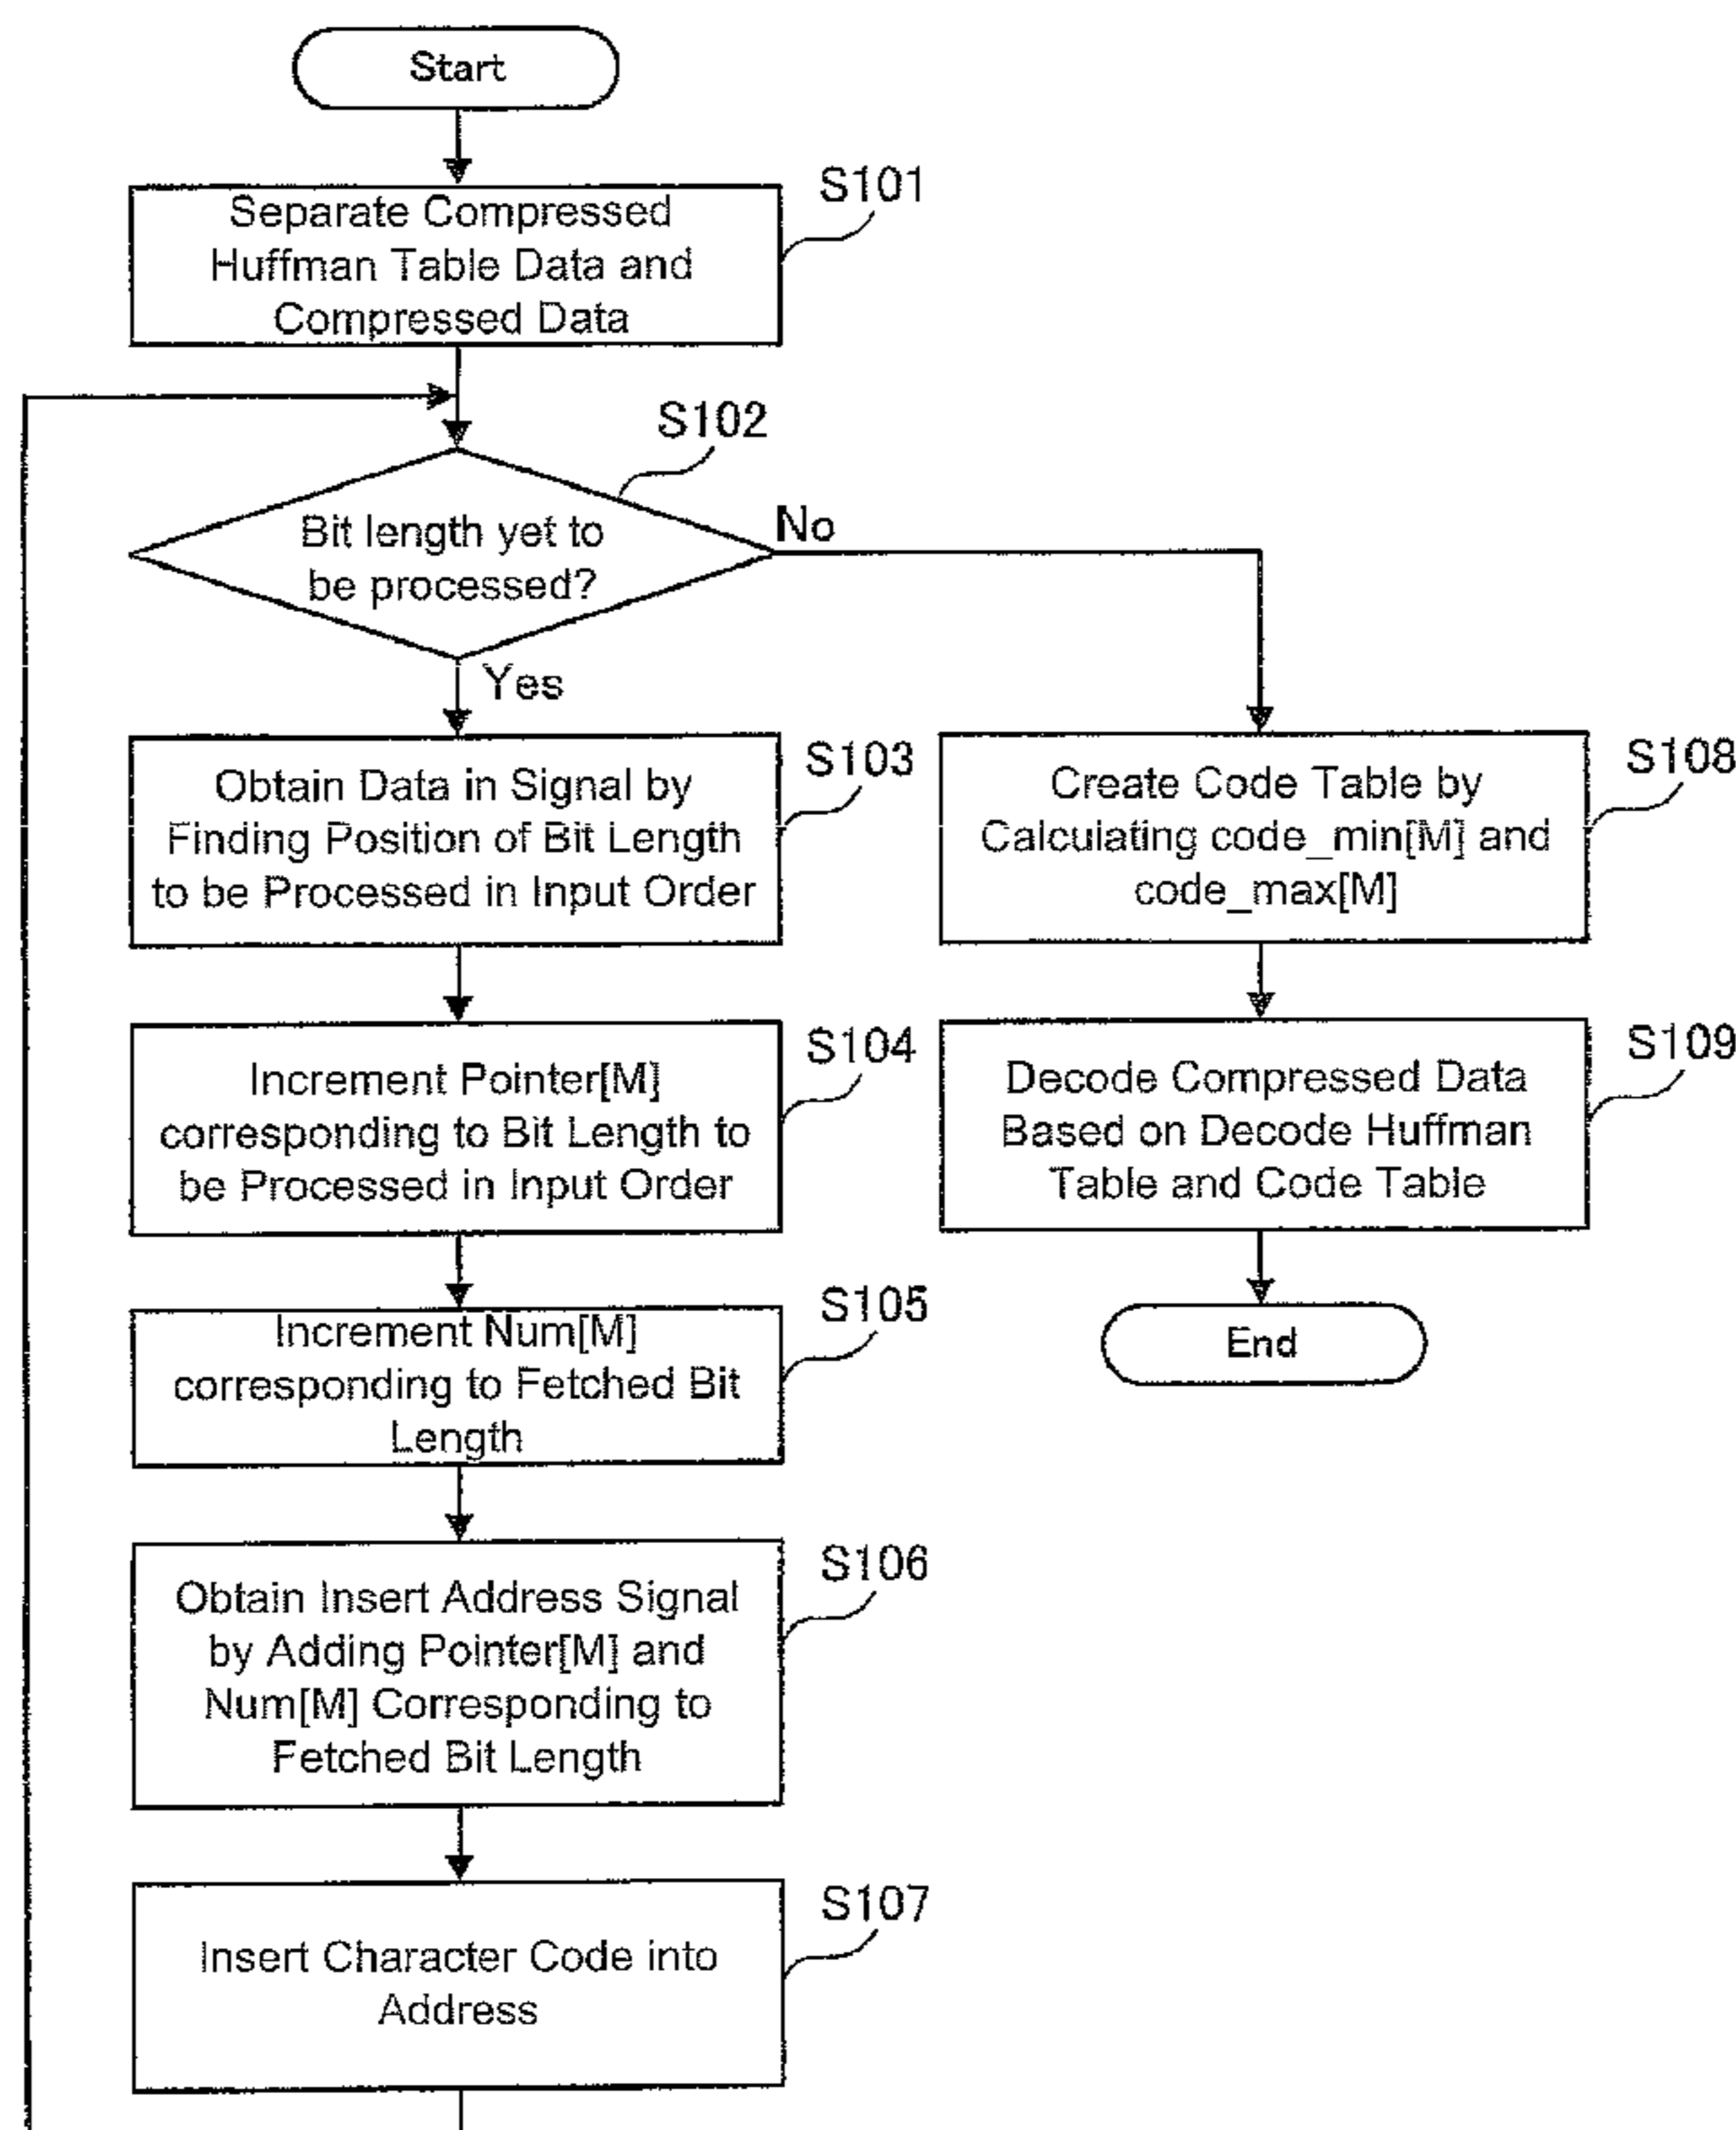 Start
S101
Separate Compressed
Huffman Table Data and
Compressed Data
S102
Bit length yet to
be processed?
No
Yes
S103
Obtain Data in Signal by
Finding Position of Bit Length
to be Processed in Input Order
S108
Create Code Table by
Calculating code_min[M] and
code_max[M]
S104
Increment Pointer[M]
corresponding to Bit Length to
be Processed in Input Order
S109
Decode Compressed Data
Based on Decode Huffman
Table and Code Table
S105
Increment Num[M]
corresponding to Fetched Bit
Length
End
S106
Obtain Insert Address Signal
by Adding Pointer[M] and
Num[M] Corresponding to
Fetched Bit Length
S107
Insert Character Code into
Address